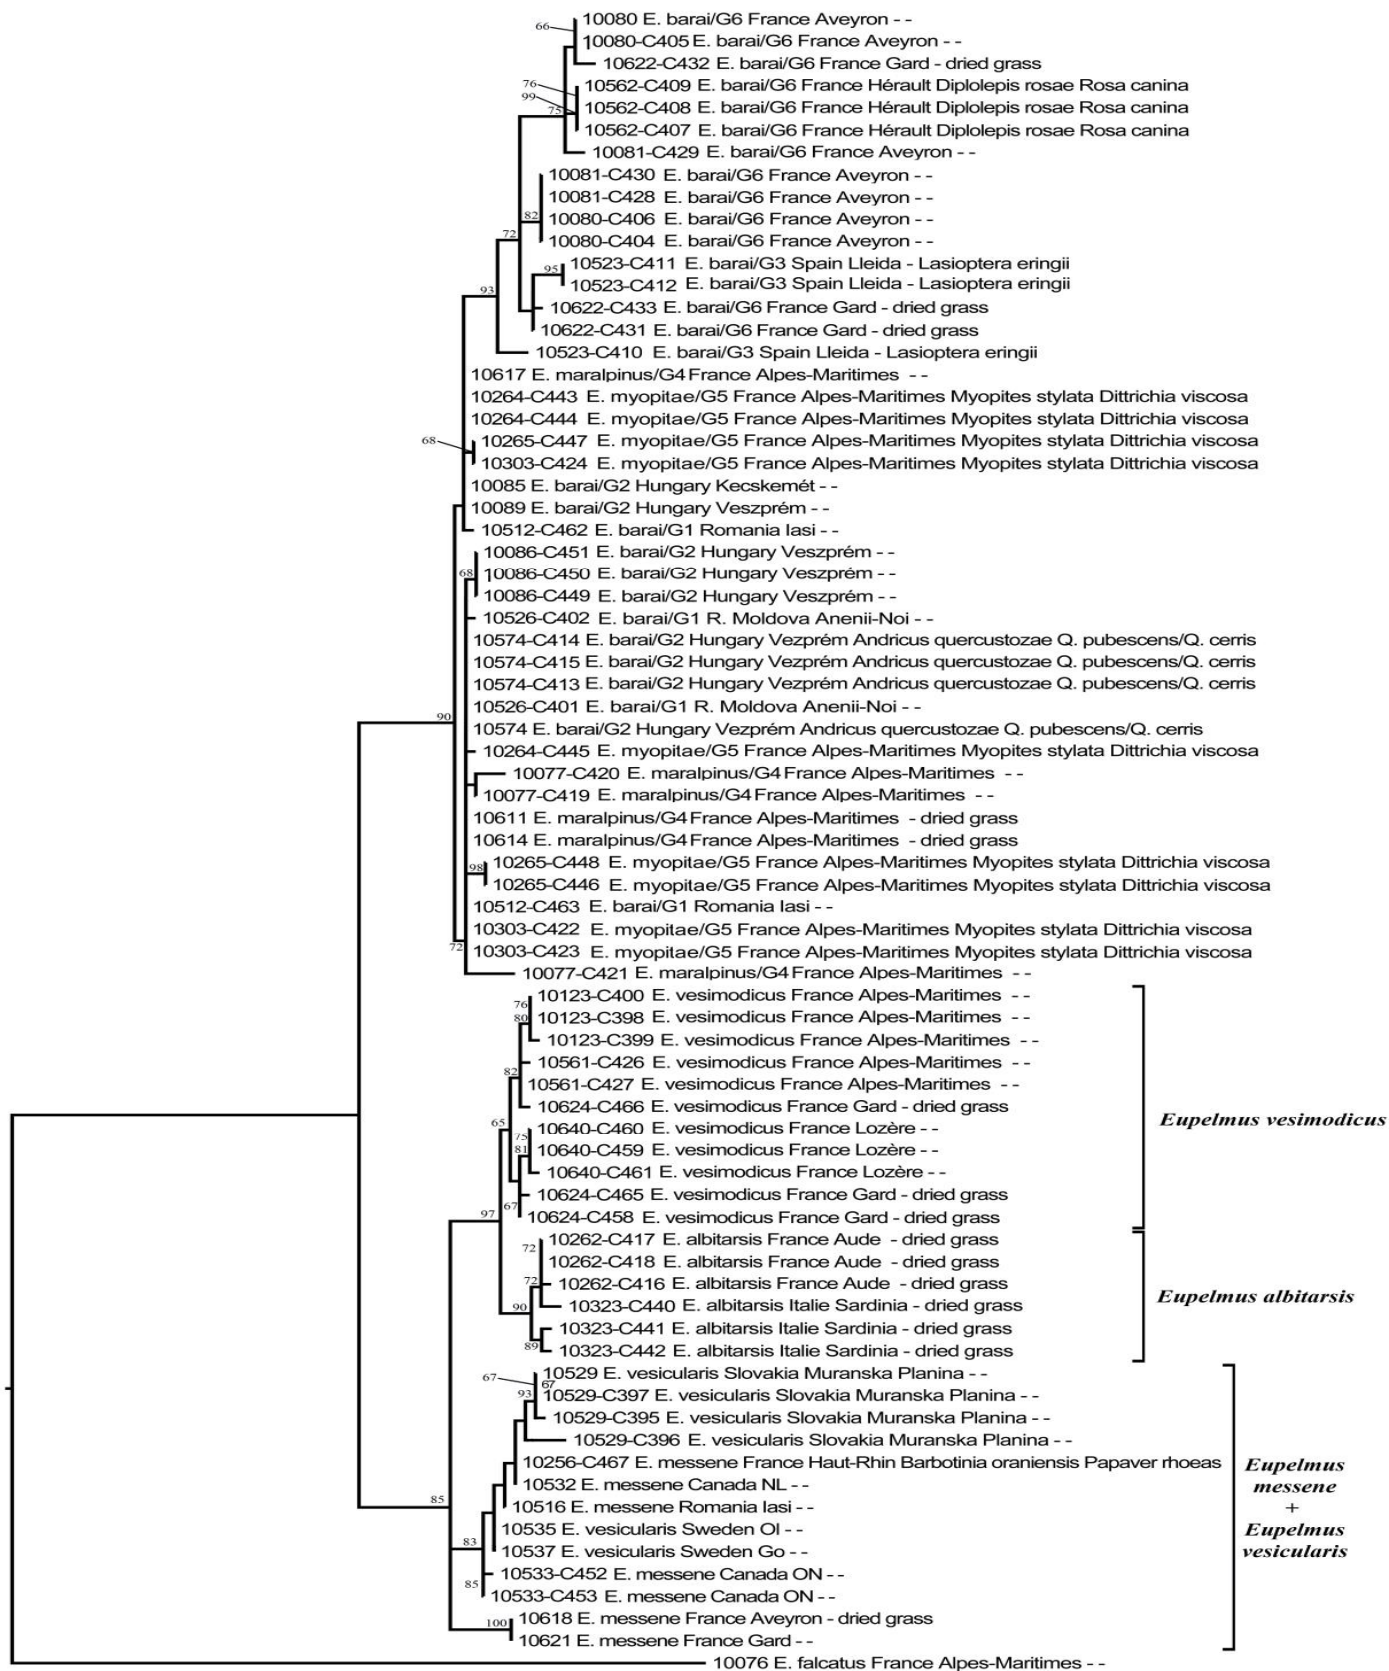 10080 E. barai/G6 France Aveyron - -
66
10080-C405 E. barai/G6 France Aveyron - -
10622-C432 E. barai/G6 France Gard - dried grass
76
10562-C409 E. barai/G6 France Hérault Diplolepis rosae Rosa canina
99
75
10562-C408 E. barai/G6 France Hérault Diplolepis rosae Rosa canina
10562-C407 E. barai/G6 France Hérault Diplolepis rosae Rosa canina
10081-C429 E. barai/G6 France Aveyron - -
10081-C430 E. barai/G6 France Aveyron - -
10081-C428 E. barai/G6 France Aveyron - -
82
10080-C406 E. barai/G6 France Aveyron - -
72
10080-C404 E. barai/G6 France Aveyron - -
95
10523-C411 E. barai/G3 Spain Lleida - Lasioptera eringii
10523-C412 E. barai/G3 Spain Lleida - Lasioptera eringii
93
10622-C433 E. barai/G6 France Gard - dried grass
10622-C431 E. barai/G6 France Gard - dried grass
10523-C410 E. barai/G3 Spain Lleida - Lasioptera eringii
10617 E. maralpinus/G4 France Alpes-Maritimes - -
10264-C443 E. myopitae/G5 France Alpes-Maritimes Myopites stylata Dittrichia viscosa
10264-C444 E. myopitae/G5 France Alpes-Maritimes Myopites stylata Dittrichia viscosa
68
10265-C447 E. myopitae/G5 France Alpes-Maritimes Myopites stylata Dittrichia viscosa
10303-C424 E. myopitae/G5 France Alpes-Maritimes Myopites stylata Dittrichia viscosa
10085 E. barai/G2 Hungary Kecskemét - -
10089 E. barai/G2 Hungary Veszprém - -
10512-C462 E. barai/G1 Romania Iasi - -
10086-C451 E. barai/G2 Hungary Veszprém - -
68
10086-C450 E. barai/G2 Hungary Veszprém - -
10086-C449 E. barai/G2 Hungary Veszprém - -
10526-C402 E. barai/G1 R. Moldova Anenii-Noi - -
10574-C414 E. barai/G2 Hungary Vezprém Andricus quercustozae Q. pubescens/Q. cerris
10574-C415 E. barai/G2 Hungary Vezprém Andricus quercustozae Q. pubescens/Q. cerris
10574-C413 E. barai/G2 Hungary Vezprém Andricus quercustozae Q. pubescens/Q. cerris
10526-C401 E. barai/G1 R. Moldova Anenii-Noi - -
90
10574 E. barai/G2 Hungary Vezprém Andricus quercustozae Q. pubescens/Q. cerris
10264-C445 E. myopitae/G5 France Alpes-Maritimes Myopites stylata Dittrichia viscosa
10077-C420 E. maralpinus/G4 France Alpes-Maritimes - -
10077-C419 E. maralpinus/G4 France Alpes-Maritimes - -
10611 E. maralpinus/G4 France Alpes-Maritimes - dried grass
10614 E. maralpinus/G4 France Alpes-Maritimes - dried grass
98
10265-C448 E. myopitae/G5 France Alpes-Maritimes Myopites stylata Dittrichia viscosa
10265-C446 E. myopitae/G5 France Alpes-Maritimes Myopites stylata Dittrichia viscosa
10512-C463 E. barai/G1 Romania Iasi - -
10303-C422 E. myopitae/G5 France Alpes-Maritimes Myopites stylata Dittrichia viscosa
72
10303-C423 E. myopitae/G5 France Alpes-Maritimes Myopites stylata Dittrichia viscosa
10077-C421 E. maralpinus/G4 France Alpes-Maritimes - -
10123-C400 E. vesimodicus France Alpes-Maritimes - -
76
80
10123-C398 E. vesimodicus France Alpes-Maritimes - -
10123-C399 E. vesimodicus France Alpes-Maritimes - -
10561-C426 E. vesimodicus France Alpes-Maritimes - -
82
10561-C427 E. vesimodicus France Alpes-Maritimes - -
10624-C466 E. vesimodicus France Gard - dried grass
Eupelmus vesimodicus
65
10640-C460 E. vesimodicus France Lozère - -
75
81
10640-C459 E. vesimodicus France Lozère - -
10640-C461 E. vesimodicus France Lozère - -
10624-C465 E. vesimodicus France Gard - dried grass
67
97
10624-C458 E. vesimodicus France Gard - dried grass
10262-C417 E. albitarsis France Aude - dried grass
72
10262-C418 E. albitarsis France Aude - dried grass
72
10262-C416 E. albitarsis France Aude - dried grass
Eupelmus albitarsis
90
10323-C440 E. albitarsis Italie Sardinia - dried grass
10323-C441 E. albitarsis Italie Sardinia - dried grass
89
10323-C442 E. albitarsis Italie Sardinia - dried grass
10529 E. vesicularis Slovakia Muranska Planina - -
67
67
93
10529-C397 E. vesicularis Slovakia Muranska Planina - -
10529-C395 E. vesicularis Slovakia Muranska Planina - -
10529-C396 E. vesicularis Slovakia Muranska Planina - -
10256-C467 E. messene France Haut-Rhin Barbotinia oraniensis Papaver rhoeas
10532 E. messene Canada NL - -
85
10516 E. messene Romania Iasi - -
Eupelmus
messene
+
Eupelmus
vesicularis
10535 E. vesicularis Sweden Ol - -
83
10537 E. vesicularis Sweden Go - -
10533-C452 E. messene Canada ON - -
85
10533-C453 E. messene Canada ON - -
100
10618 E. messene France Aveyron - dried grass
10621 E. messene France Gard - -
10076 E. falcatus France Alpes-Maritimes - -